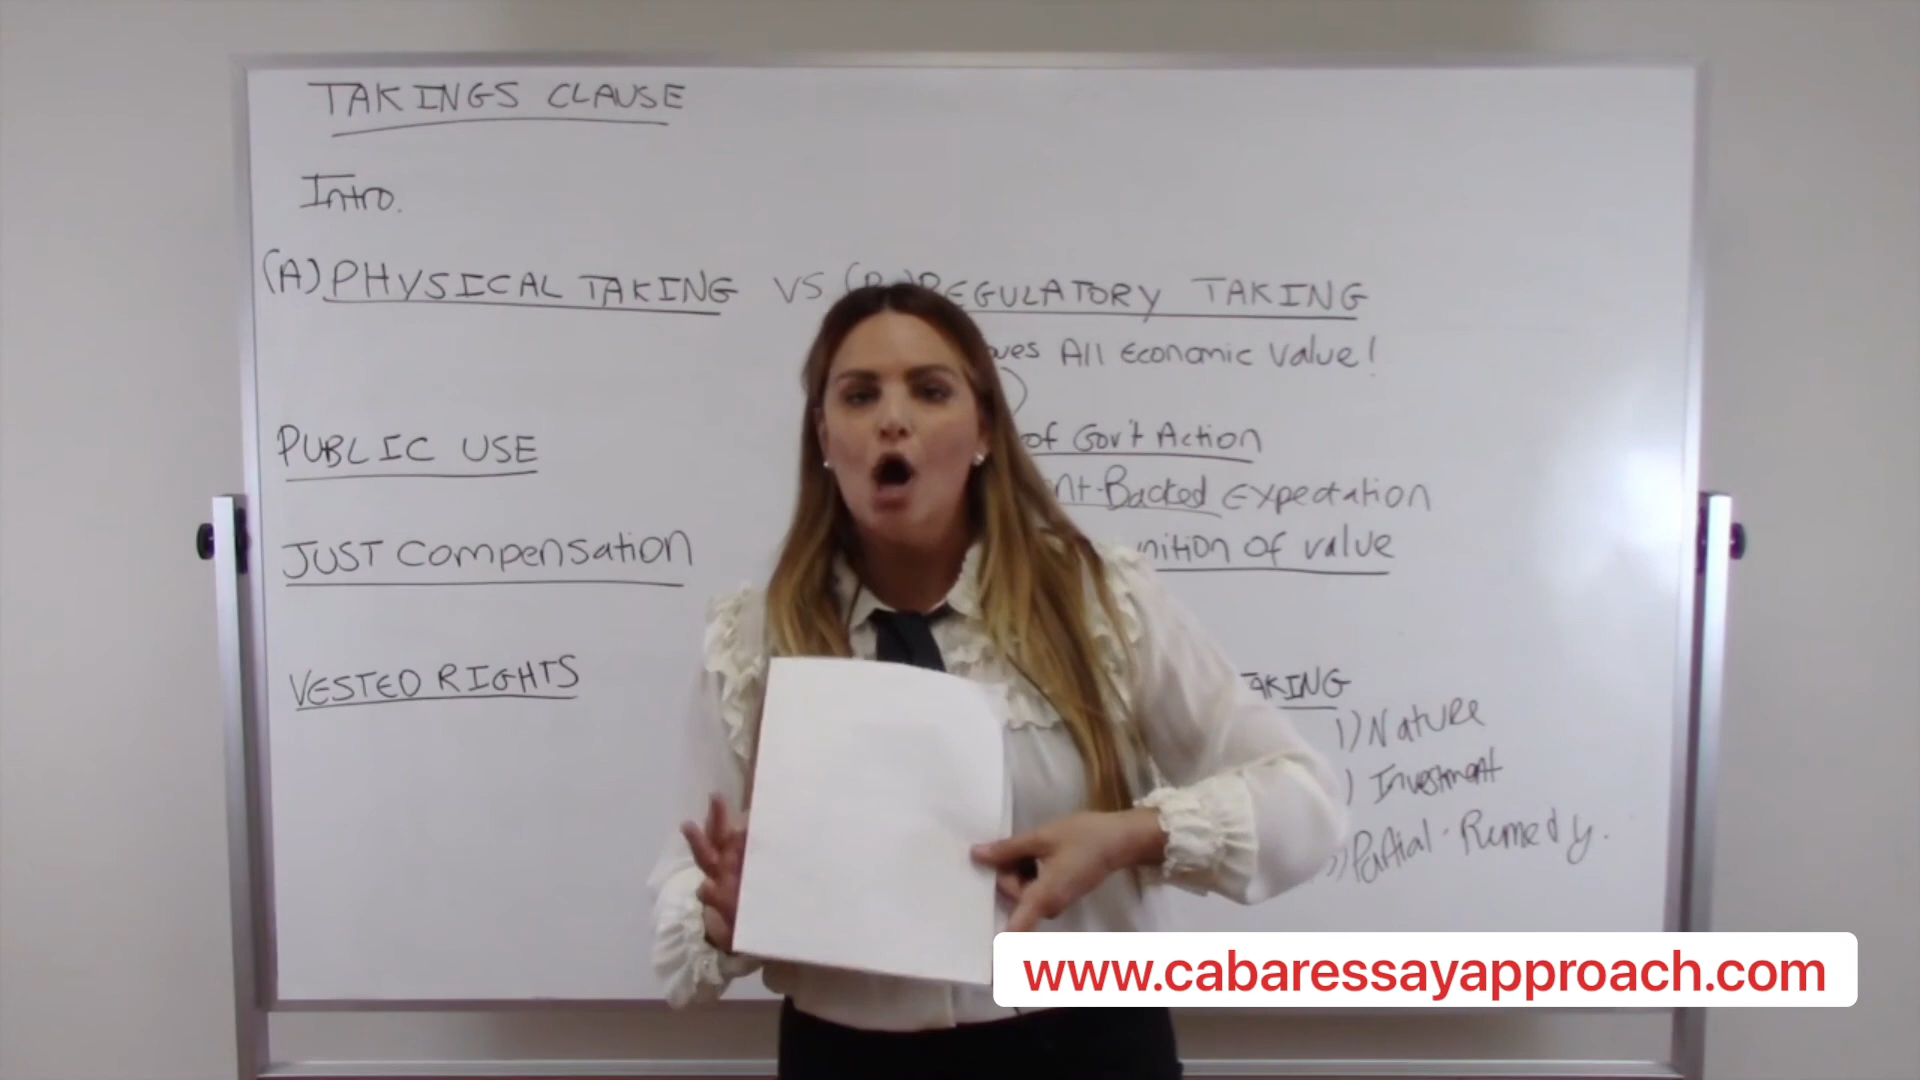 TAKINGS CLAUSE
Intro.
(A) PHYSICAL TAKING VS (B) REGULATORY TAKING
All Economic Value!
PUBLIC USE
of Gov't Action
Backed Expectation
JUST Compensation
of value
VESTED RIGHTS
1) Nature
) Investment
) Partial - Remedy.
www.cabaressayapproach.com